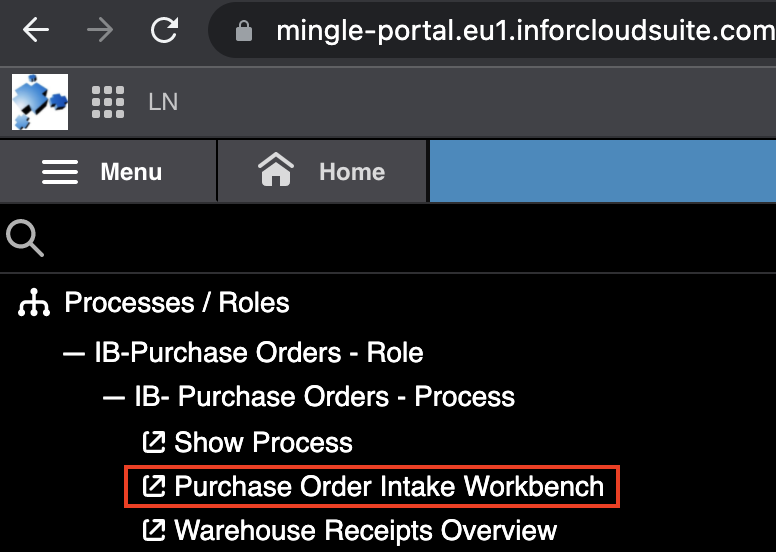 mingle-portal.eu1.inforcloudsuite.com
LN
Menu Home
Processes / Roles
IB-Purchase Orders - Role
IB- Purchase Orders - Process
Show Process
Purchase Order Intake Workbench
Warehouse Receipts Overview